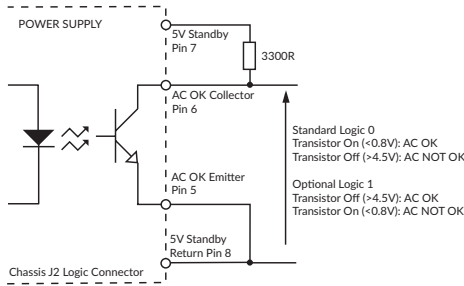 POWER SUPPLY
5V Standby
Pin 7
3300R
AC OK Collector
Pin 6
Standard Logic 0
Transistor On (<0.8V): AC OK
Transistor Off (>4.5V): AC NOT OK
Optional Logic 1
Transistor Off (>4.5V): AC OK
Transistor On (<0.8V): AC NOT OK
AC OK Emitter
Pin 5
5V Standby
Return Pin 8
Chassis J2 Logic Connector